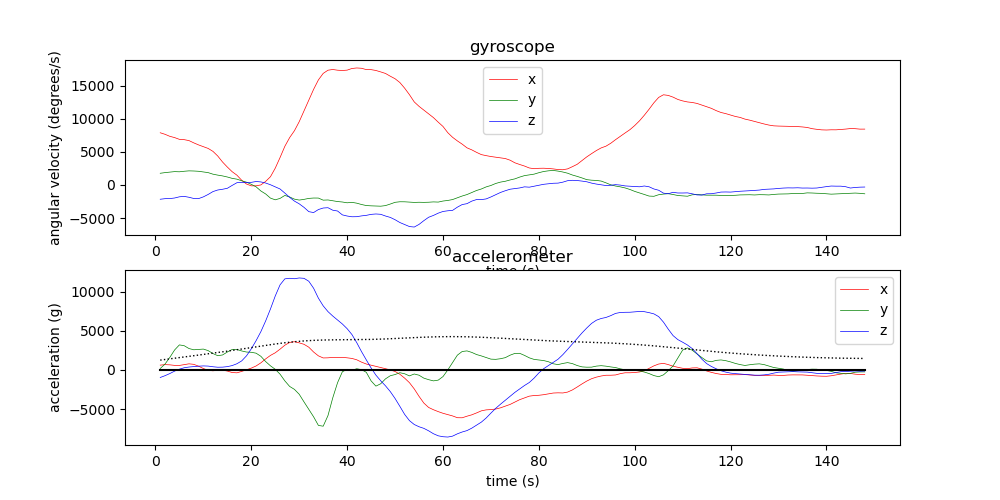 gyroscope
angular velocity (degrees/s)
15000
10000
5000
0
−5000
x
y
z
0 20 40 60 80 100 120 140
time (s)
accelerometer
acceleration (g)
10000
5000
0
−5000
x
y
z
0 20 40 60 80 100 120 140
time (s)